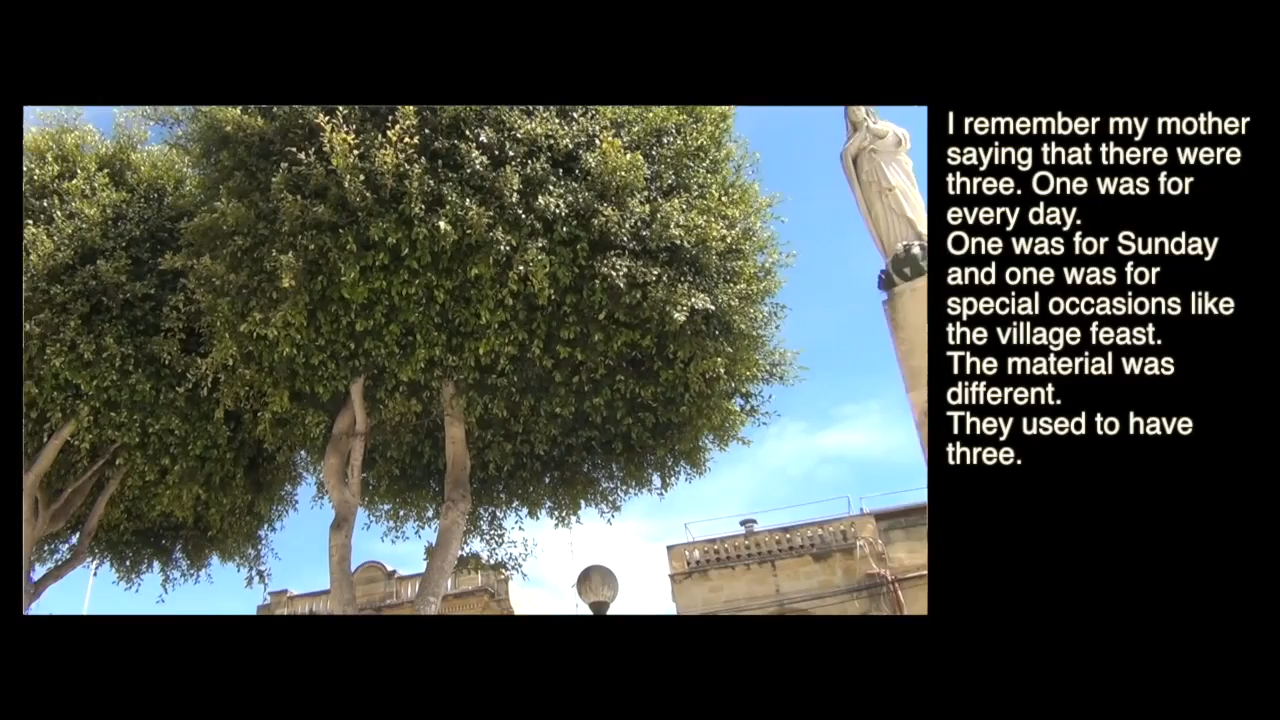 I remember my mother
saying that there were
three. One was for
every day.
One was for Sunday
and one was for
special occasions like
the village feast.
The material was
different.
They used to have
three.